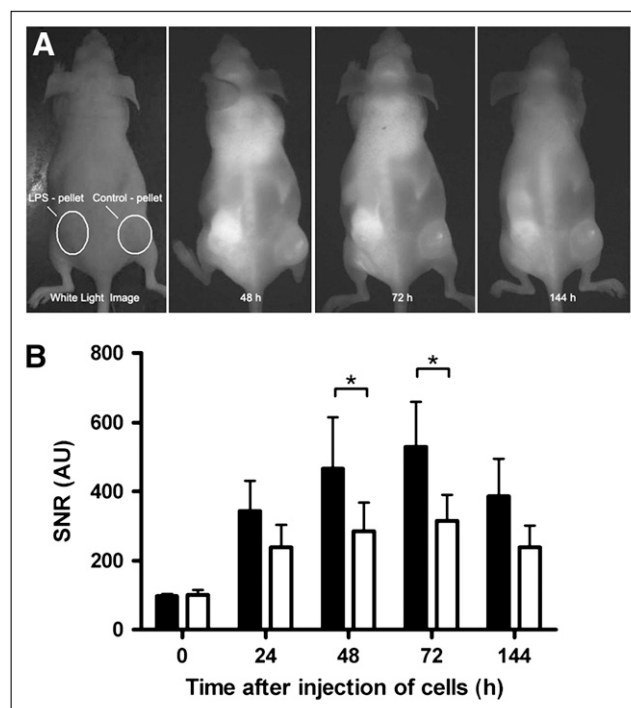 A
LPS - pellet
Control - pellet
White Light Image
48 h
72 h
144 h
B
800
600
400
200
0
SNR (AU)
*
*
0
24
48
72
144
Time after injection of cells (h)